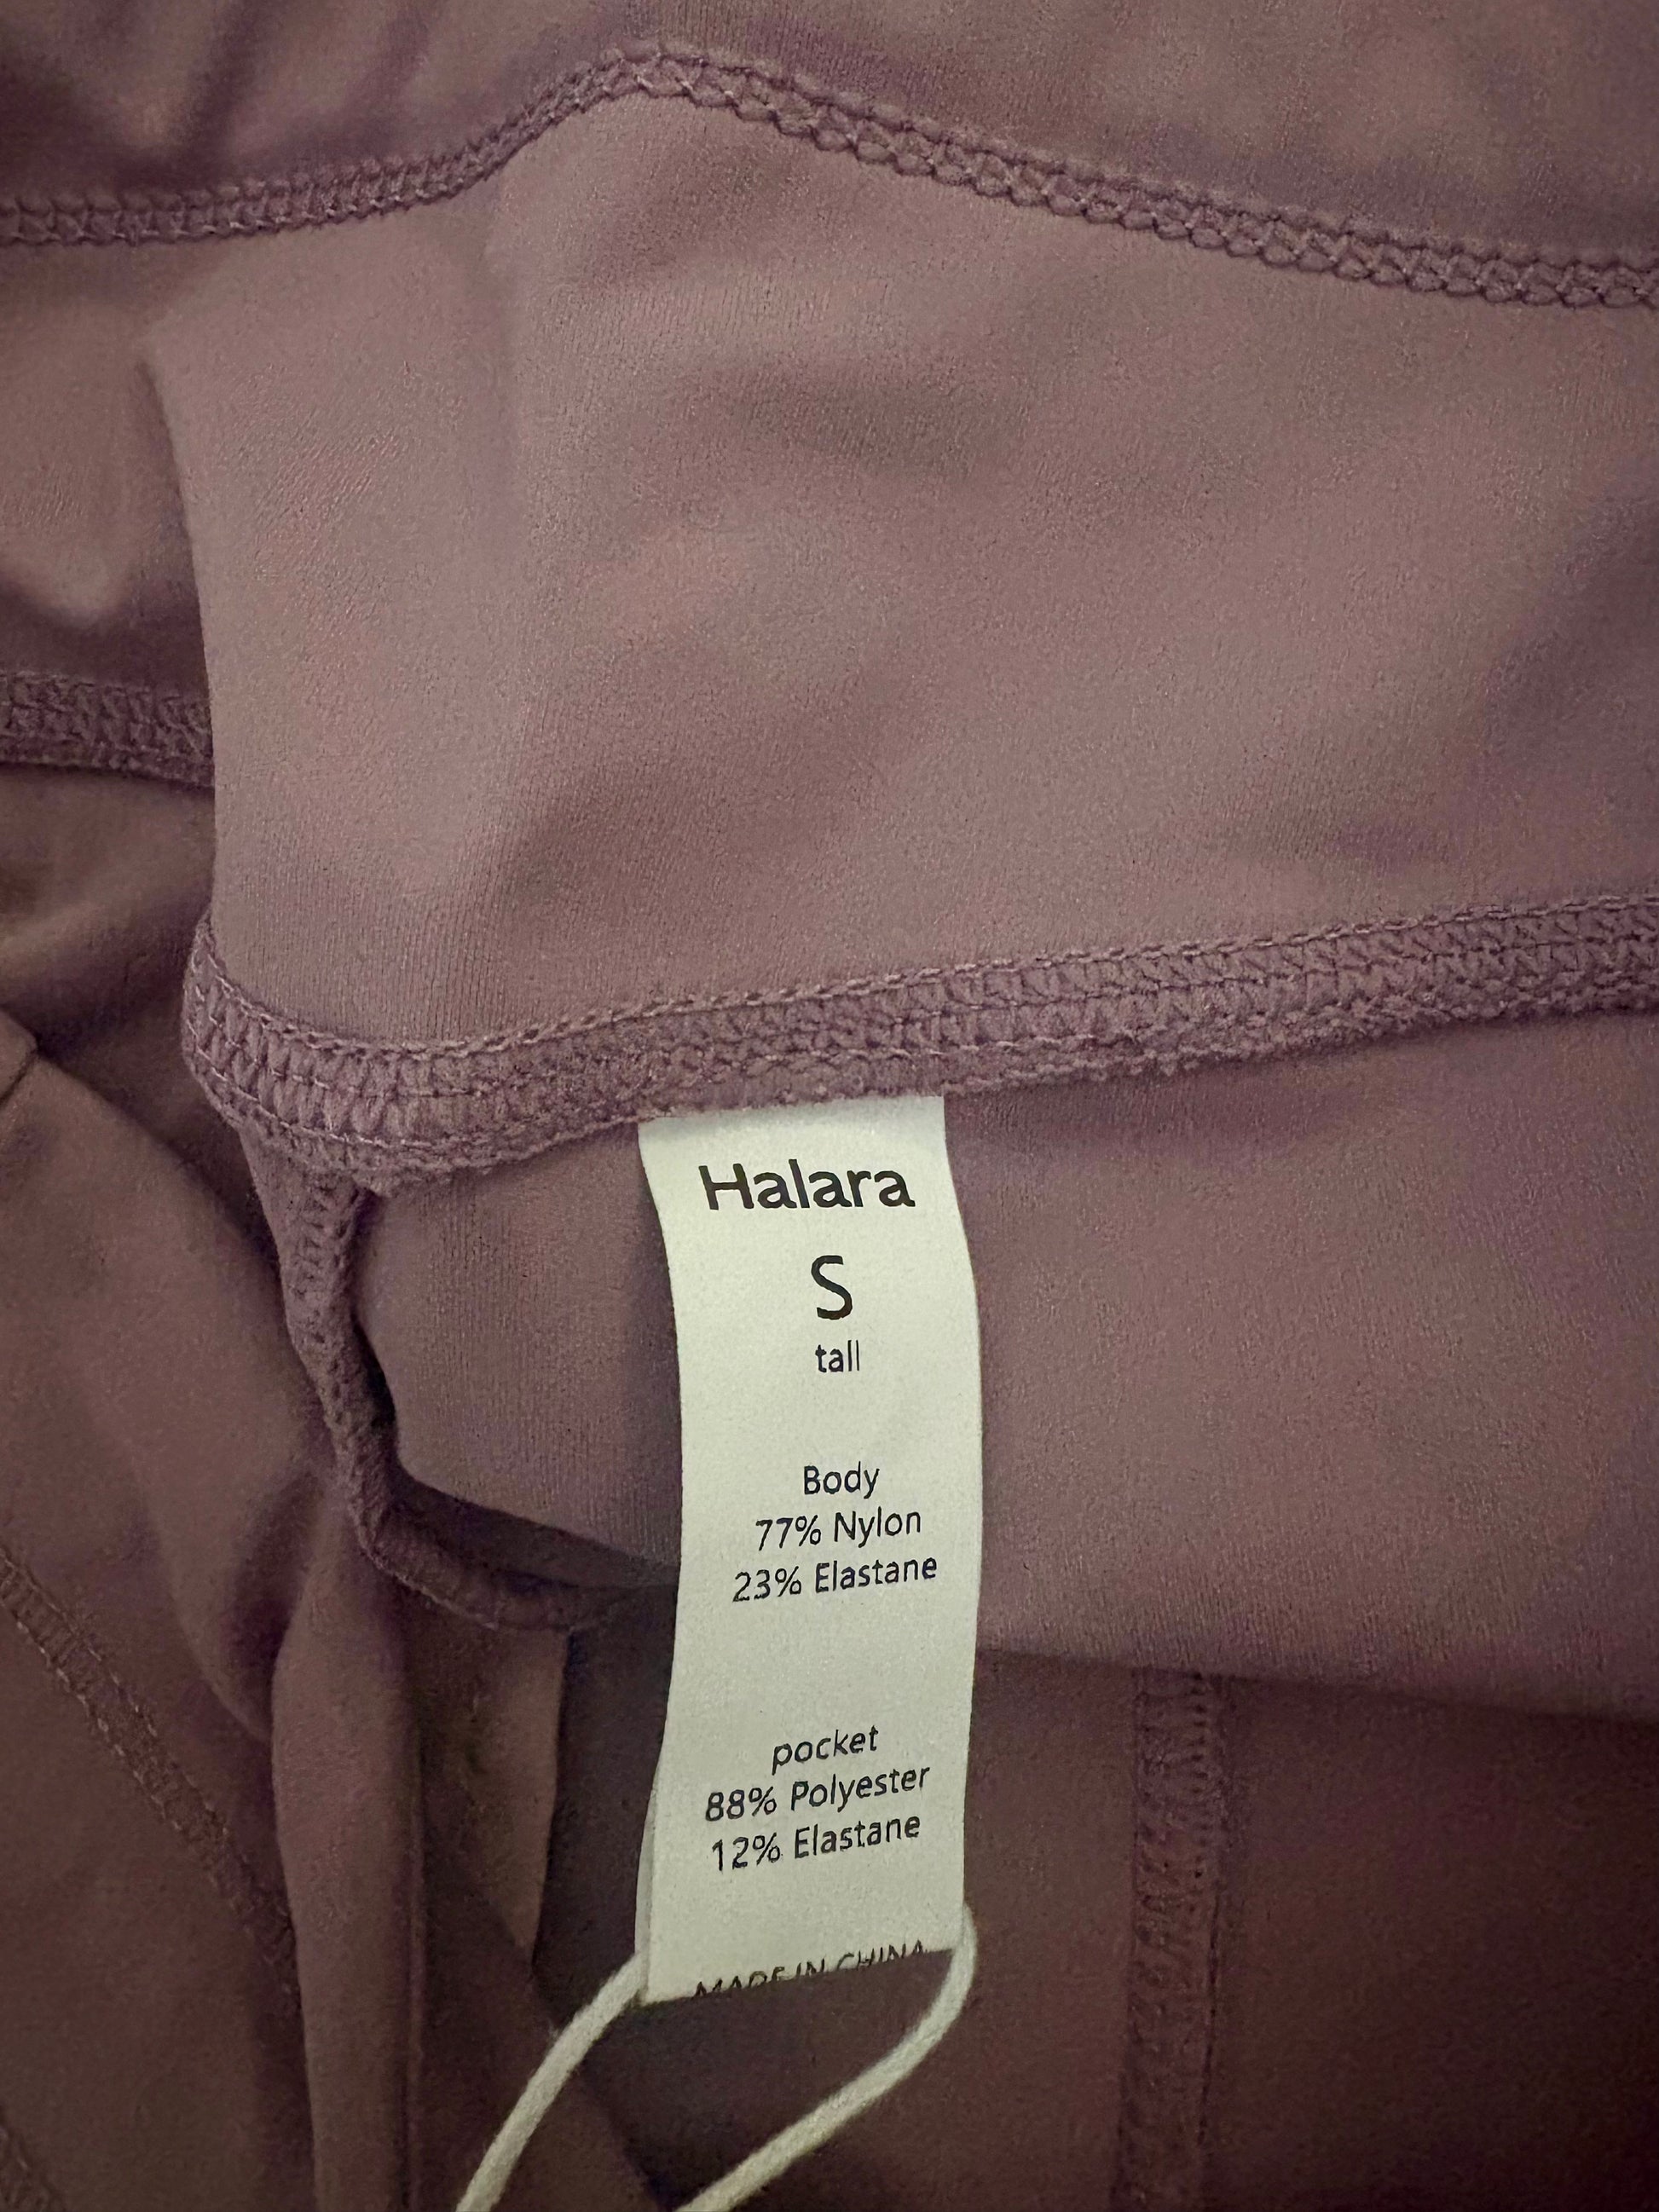 Halara
S
tall
Body
77% Nylon
23% Elastane
pocket
88% Polyester
12% Elastane
MADE IN CHINA